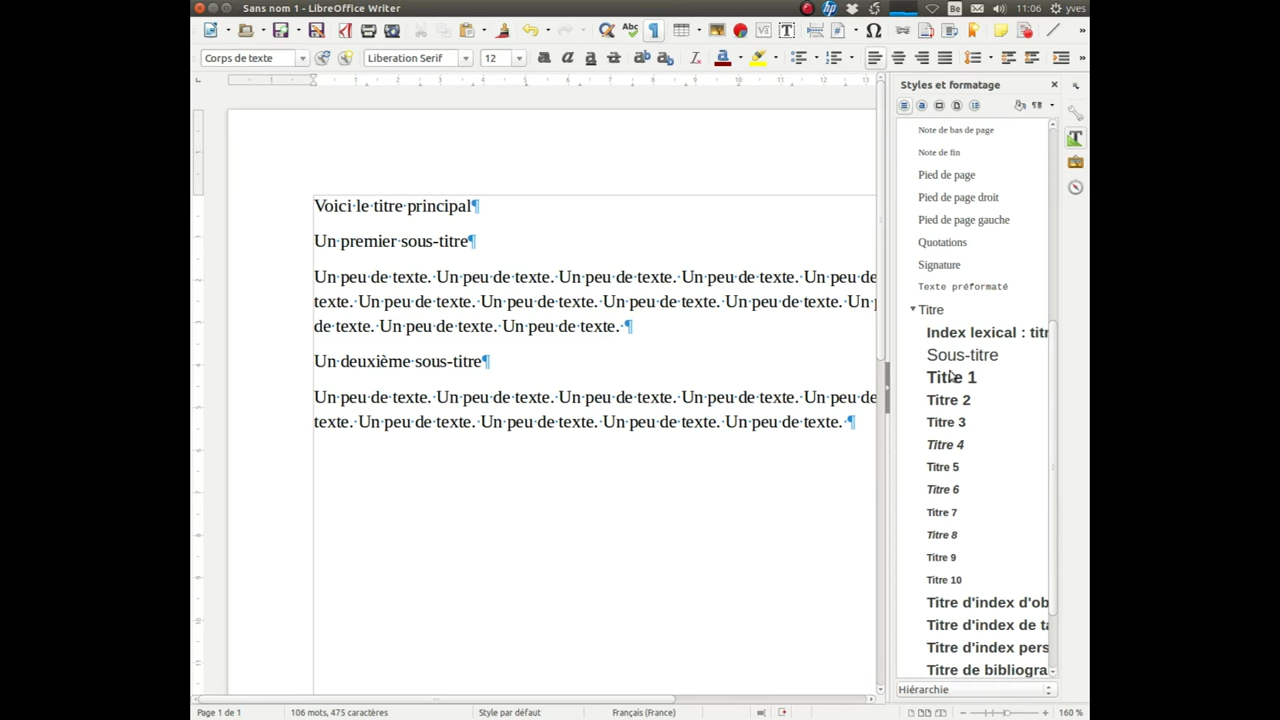 Sans nom 1 - LibreOffice Writer
Be
11:06
yves
Corps de texte
Liberation Serif
12
Styles et formatage
Note de bas de page
Note de fin
Pied de page
Pied de page droit
Pied de page gauche
Quotations
Signature
Texte préformaté
Titre
Index lexical : titr
Sous-titre
Titre 1
Titre 2
Titre 3
Titre 4
Titre 5
Titre 6
Titre 7
Titre 8
Titre 9
Titre 10
Titre d'index d'ob
Titre d'index de ta
Titre d'index pers
Titre de bibliogra
Hiérarchie
Voici le titre principal¶
Un premier sous-titre¶
Un peu de texte. Un peu de texte. Un peu de texte. Un peu de texte. Un peu de
texte. Un peu de texte. Un peu de texte. Un peu de texte. Un peu de texte. Un p
de texte. Un peu de texte. Un peu de texte. ¶
Un deuxième sous-titre¶
Un peu de texte. Un peu de texte. Un peu de texte. Un peu de texte. Un peu de
texte. Un peu de texte. Un peu de texte. Un peu de texte. Un peu de texte. ¶
Page 1 de 1
106 mots, 475 caractères
Style par défaut
Français (France)
160 %